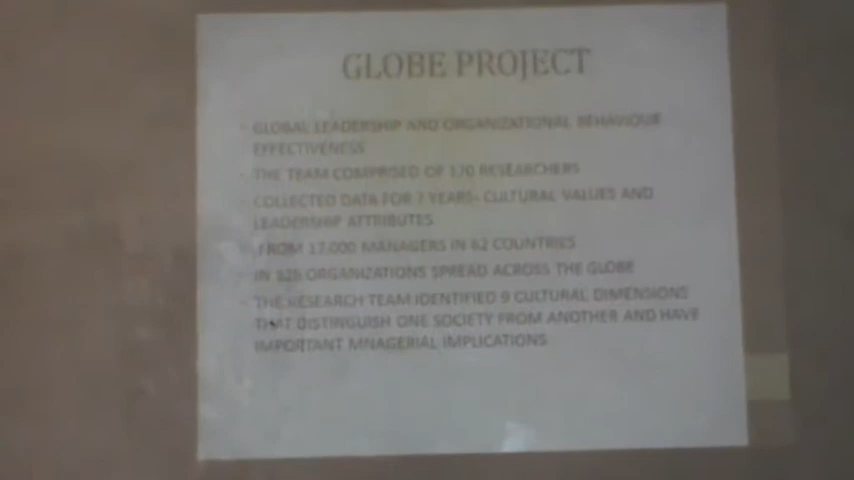 GLOBE PROJECT
GLOBAL LEADERSHIP AND ORGANIZATIONAL BEHAVIOUR
EFFECTIVENESS
THE TEAM COMPRISED OF 170 RESEARCHERS
COLLECTED DATA FOR 7 YEARS- CULTURAL VALUES AND
LEADERSHIP ATTRIBUTES
FROM 17,000 MANAGERS IN 62 COUNTRIES
IN ORGANIZATIONS SPREAD ACROSS THE GLOBE
THE RESEARCH TEAM IDENTIFIED 9 CULTURAL DIMENSIONS
THAT DISTINGUISH ONE SOCIETY FROM ANOTHER AND HAVE
IMPORTANT MNAGERIAL IMPLICATIONS